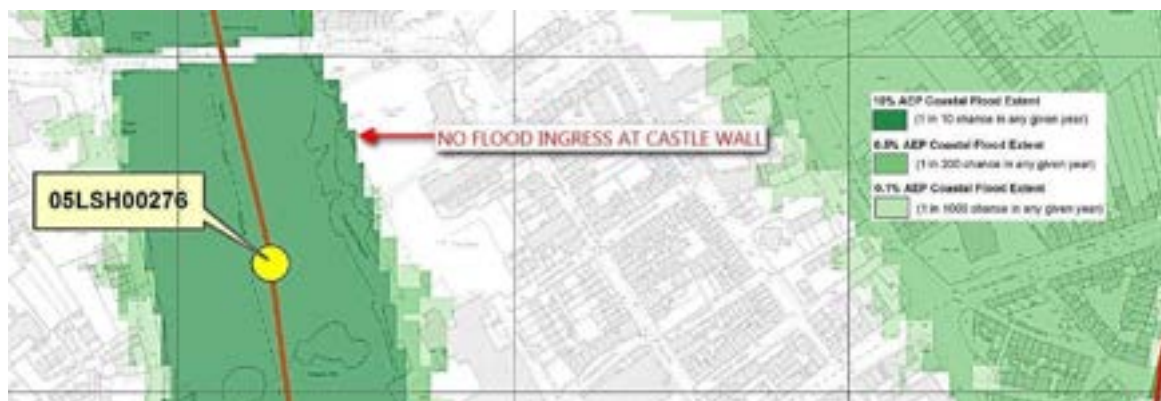 NO FLOOD INGRESS AT CASTLE WALL
05LSH00276
10% AEP Coastal Flood Extent
(1 in 10 chance in any given year)
0.5% AEP Coastal Flood Extent
(1 in 200 chance in any given year)
0.1% AEP Coastal Flood Extent
(1 in 1000 chance in any given year)